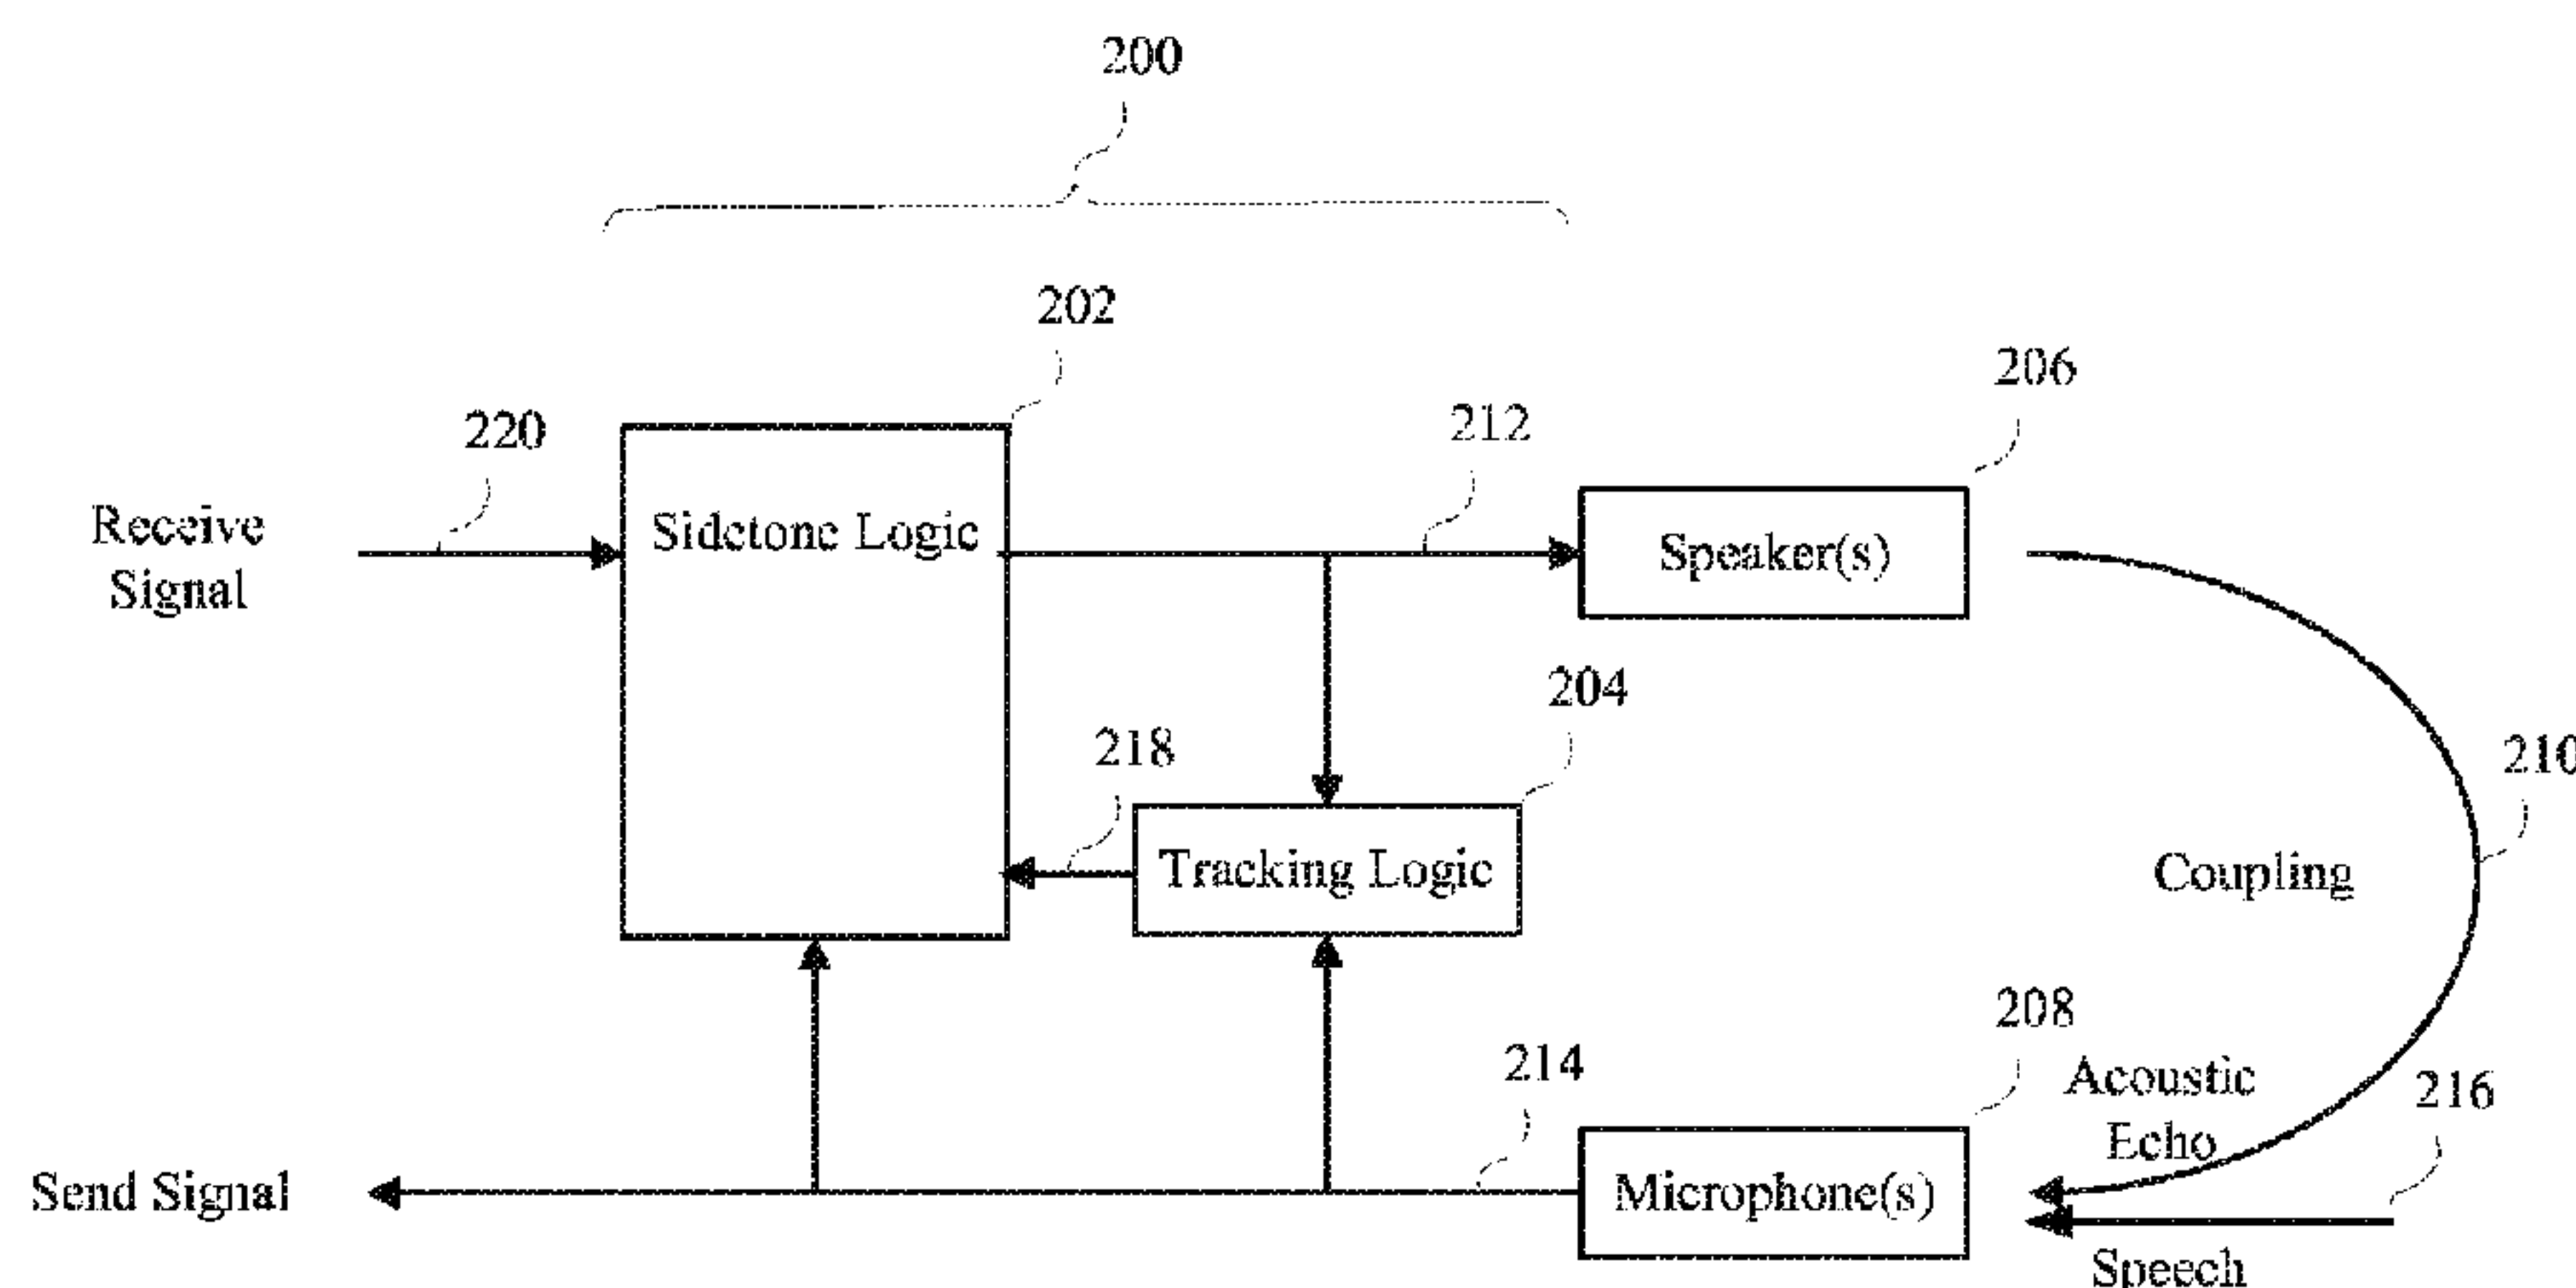 200
202
206
220
212
Receive
Signal
Sidetone Logic
Speaker(s)
204
218
210
Tracking Logic
Coupling
208
214
Acoustic
Echo
216
Send Signal
Microphone(s)
Speech